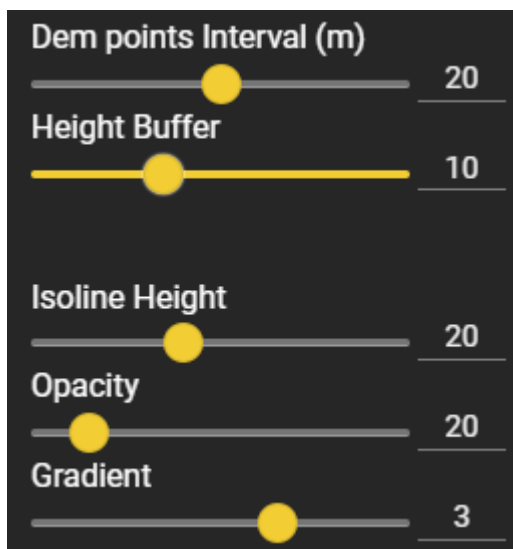 Dem points Interval (m)
20
Height Buffer
10
Isoline Height
20
Opacity
20
Gradient
3